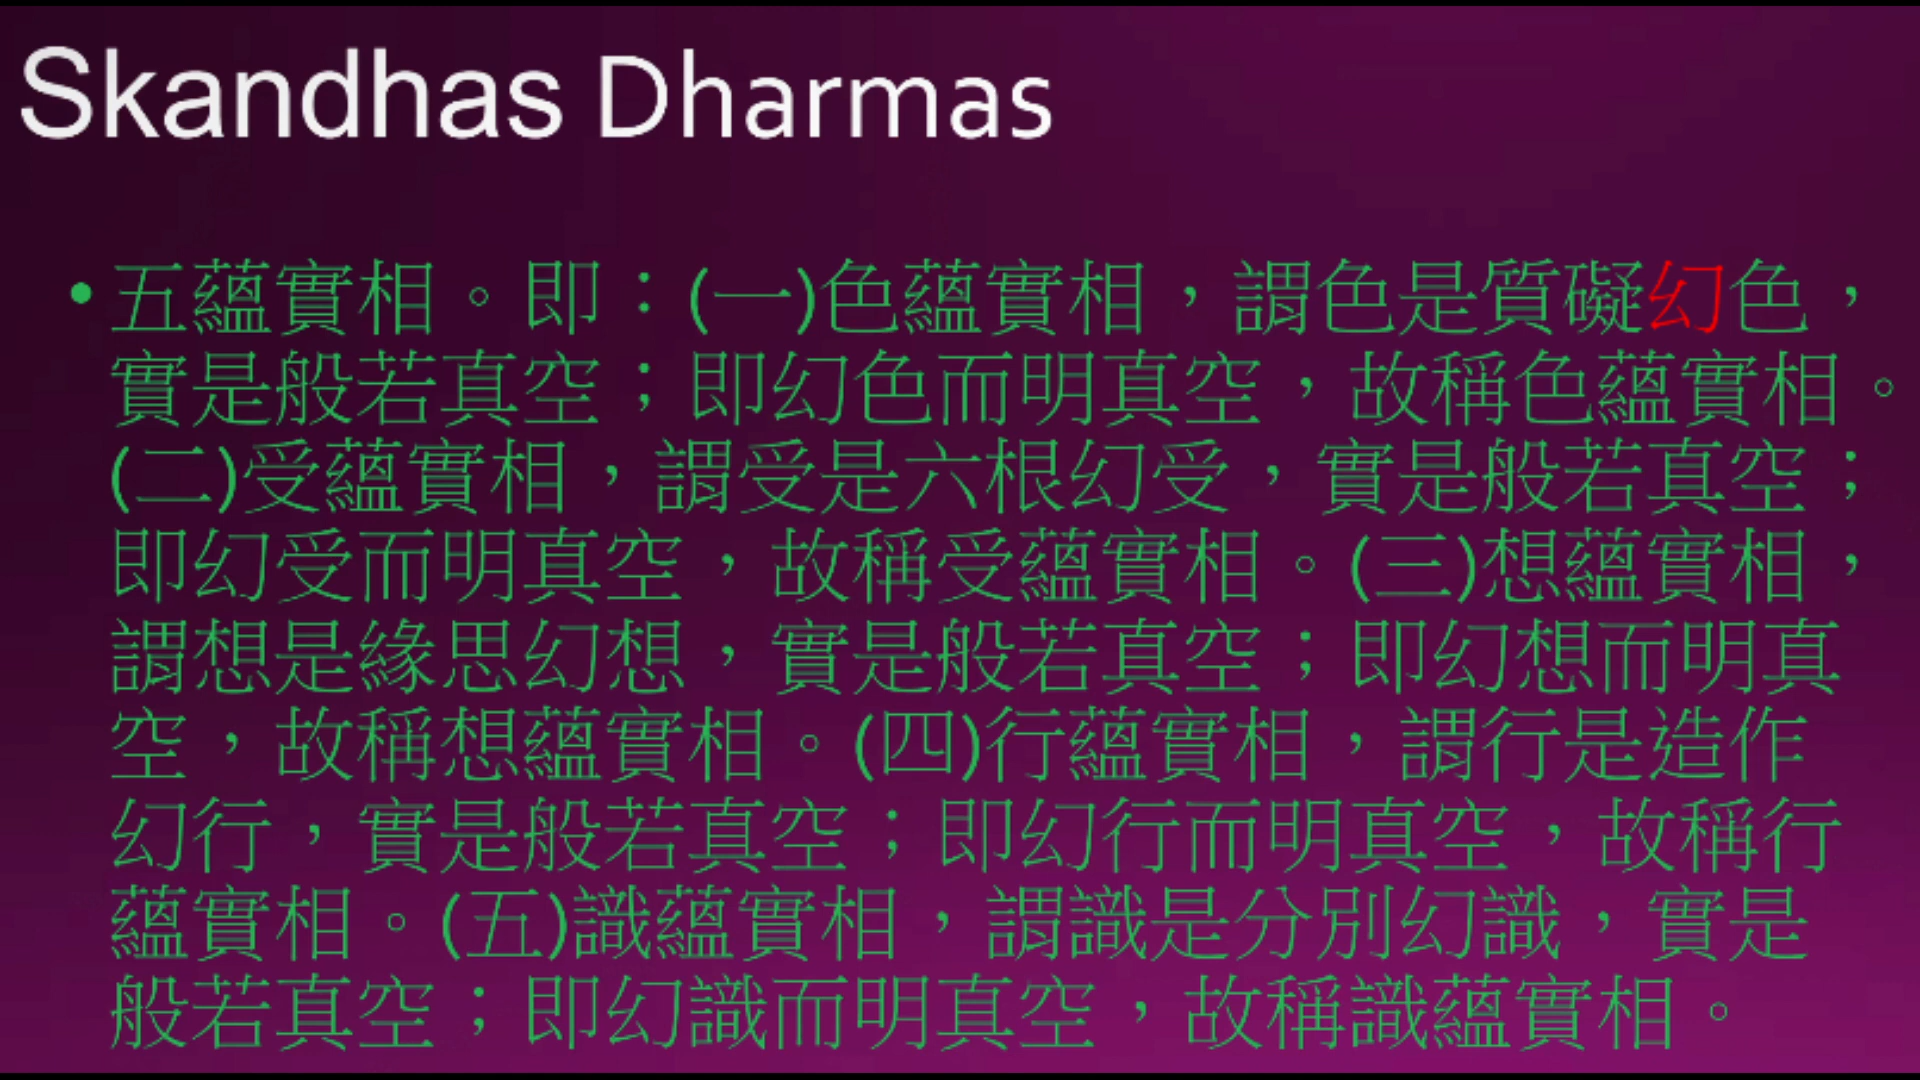 Skandhas Dharmas
•五蘊實相。即：(一)色蘊實相，謂色是質礙幻色，
實是般若真空；即幻色而明真空，故稱色蘊實相。
(二)受蘊實相，謂受是六根幻受，實是般若真空；
即幻受而明真空，故稱受蘊實相。(三)想蘊實相，
謂想是緣思幻想，實是般若真空；即幻想而明真
空，故稱想蘊實相。(四)行蘊實相，謂行是造作
幻行，實是般若真空；即幻行而明真空，故稱行
蘊實相。(五)識蘊實相，謂識是分別幻識，實是
般若真空；即幻識而明真空，故稱識蘊實相。